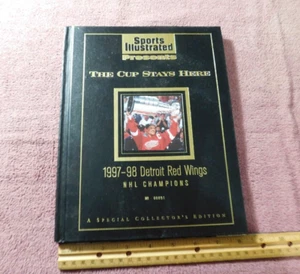 Sports Illustrated
Presents
THE CUP STAYS HERE
1997-98 Detroit Red Wings
NHL CHAMPIONS
A SPECIAL COLLECTOR'S EDITION